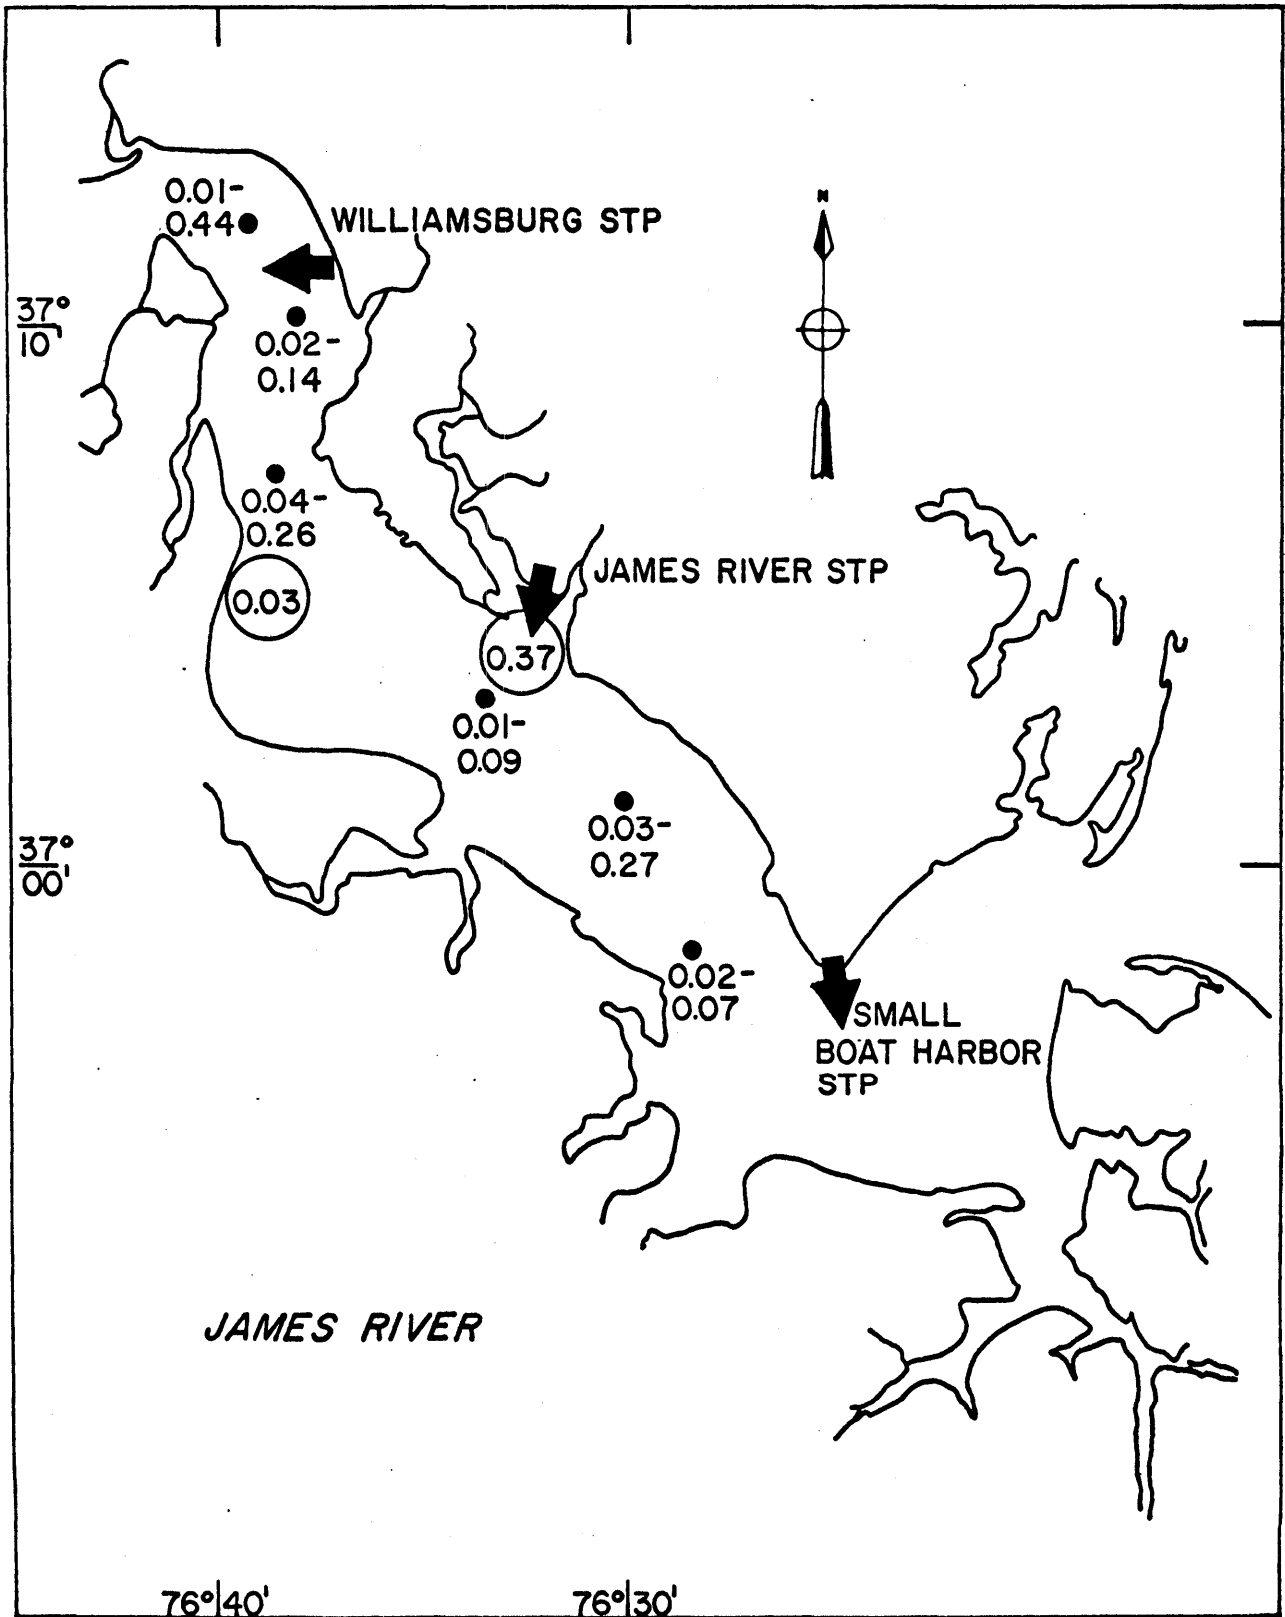 0.01-
0.44
WILLIAMSBURG STP
N
37°
10'
0.02-
0.14
0.04-
0.26
JAMES RIVER STP
0.03
0.37
0.01-
0.09
0.03-
0.27
37°
00'
0.02-
0.07
SMALL
BOAT HARBOR
STP
JAMES RIVER
76° 40'
76° 30'